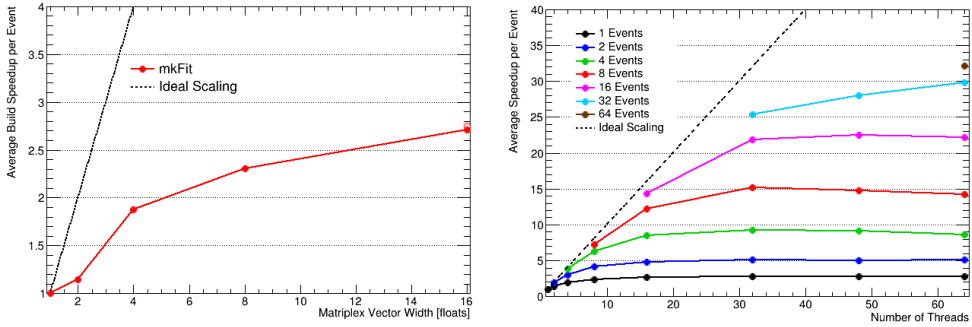 Average Build Speedup per Event
4
3.5
3
2.5
2
1.5
1
mkFit
Ideal Scaling
2 4 6 8 10 12 14 16
Matriplex Vector Width [floats]
Average Speedup per Event
40
35
30
25
20
15
10
5
0
1 Events
2 Events
4 Events
8 Events
16 Events
32 Events
64 Events
Ideal Scaling
10 20 30 40 50 60
Number of Threads